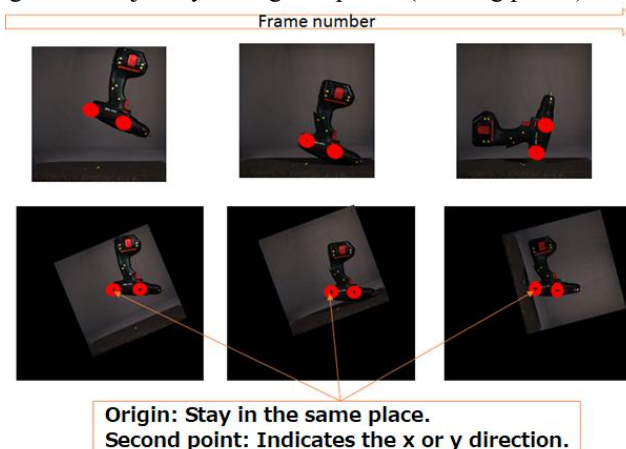 Frame number
Origin: Stay in the same place.
Second point: Indicates the x or y direction.